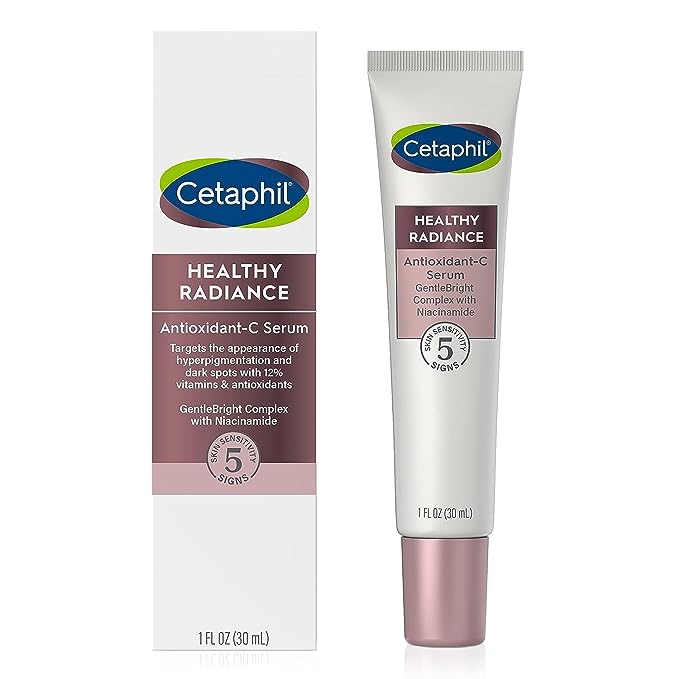 Cetaphil®
HEALTHY
RADIANCE
Antioxidant-C Serum
Targets the appearance of
hyperpigmentation and
dark spots with 12%
vitamins & antioxidants
GentleBright Complex
with Niacinamide
SKIN SENSITIVITY
5
SIGNS
1 FL OZ (30 mL)
Cetaphil®
HEALTHY
RADIANCE
Antioxidant-C
Serum
GentleBright
Complex with
Niacinamide
SKIN SENSITIVITY
5
SIGNS
1 FL OZ (30 mL)